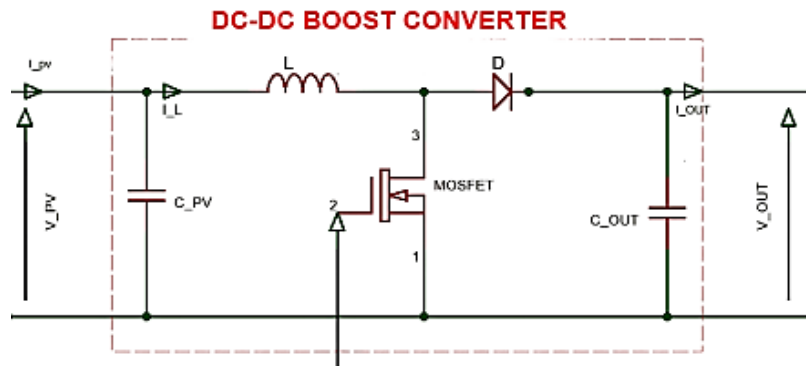 DC-DC BOOST CONVERTER
I_pv
L
D
I_L
I_OUT
3
MOSFET
C_PV
2
C_OUT
V_PV
V_OUT
1